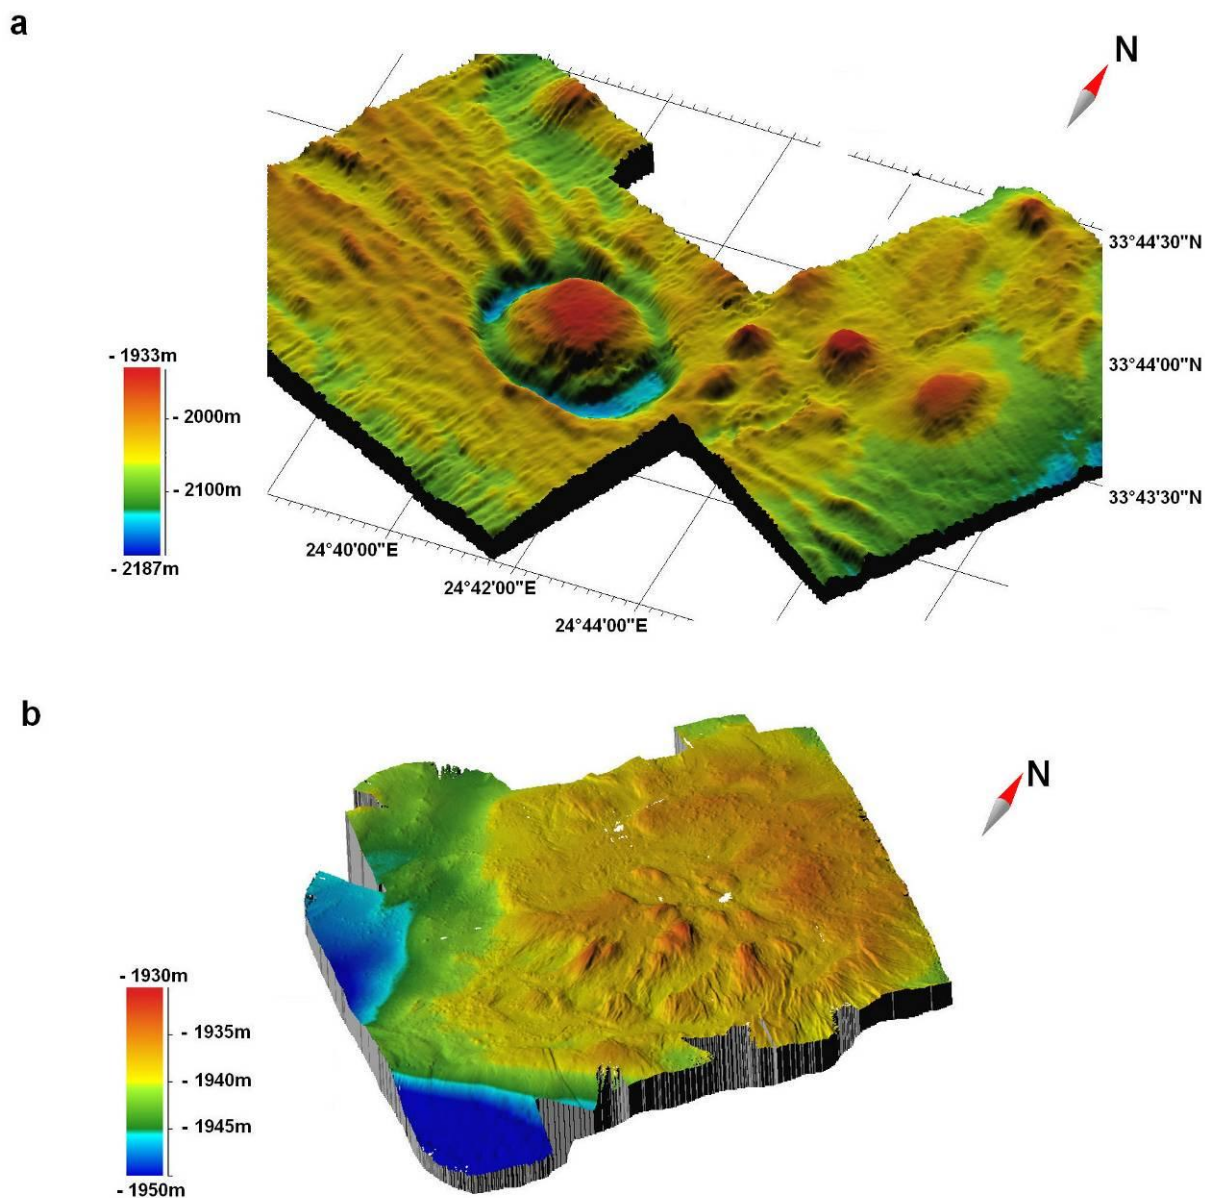 a
N
33°44'30"N
33°44'00"N
- 1933m
- 2000m
- 2100m
33°43'30"N
24°40'00"E
- 2187m
24°42'00"E
24°44'00"E
b
N
- 1930m
- 1935m
- 1940m
- 1945m
- 1950m